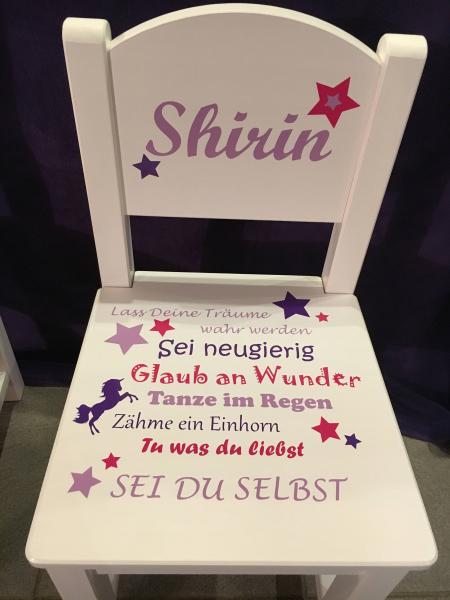 Shirin
Lass Deine Träume
wahr werden
Sei neugierig
Glaub an Wunder
Tanze im Regen
Zähme ein Einhorn
Tu was du liebst
SEI DU SELBST